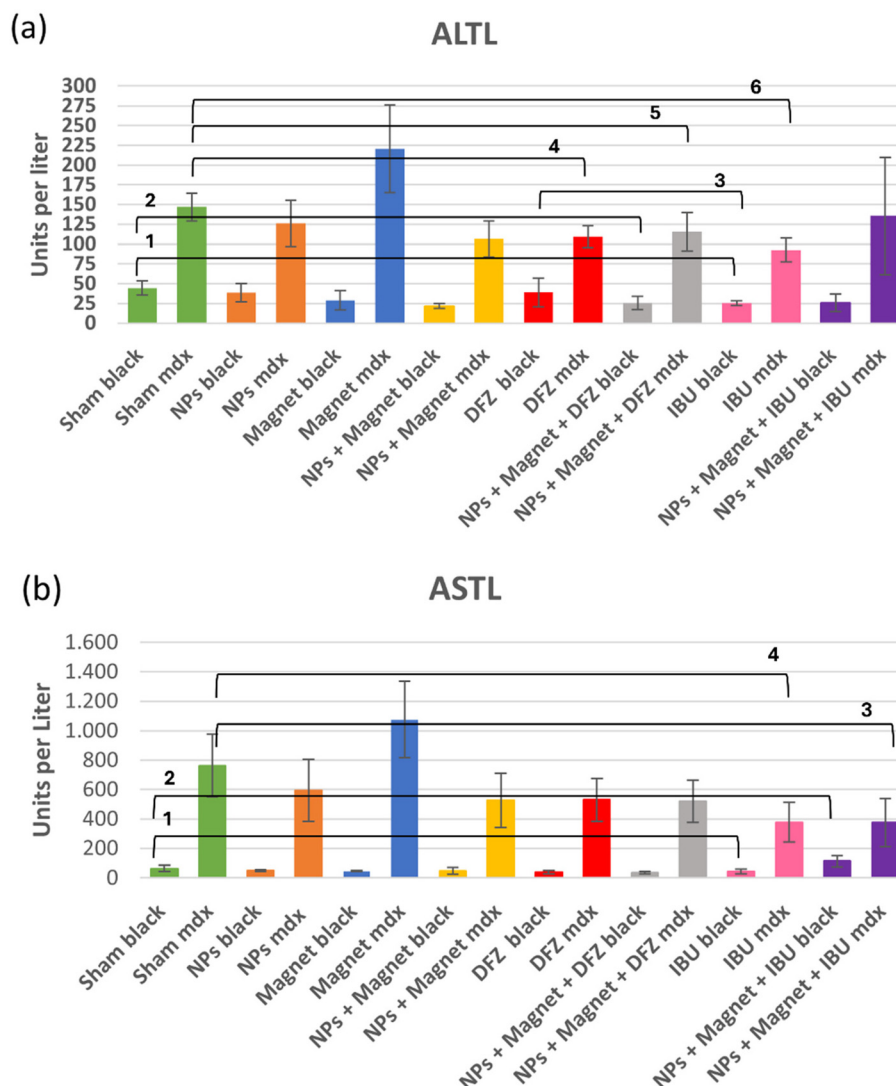 (a)
ALTL
Units per liter
300
275
250
225
200
175
150
125
100
75
50
25
0
6
5
4
3
2
1
Sham black
Sham mdx
NPs black
NPs mdx
Magnet black
Magnet mdx
NPs + Magnet black
NPs + Magnet mdx
DFZ  black
DFZ mdx
NPs + Magnet + DFZ black
NPs + Magnet + DFZ mdx
IBU black
IBU mdx
NPs + Magnet + IBU black
NPs + Magnet + IBU mdx
(b)
ASTL
Units per Liter
1.600
1.400
1.200
1.000
800
600
400
200
0
4
3
2
1
Sham black
Sham mdx
NPs black
NPs mdx
Magnet black
Magnet mdx
NPs + Magnet black
NPs + Magnet mdx
DFZ  black
DFZ mdx
NPs + Magnet + DFZ black
NPs + Magnet + DFZ mdx
IBU black
IBU mdx
NPs + Magnet + IBU black
NPs + Magnet + IBU mdx